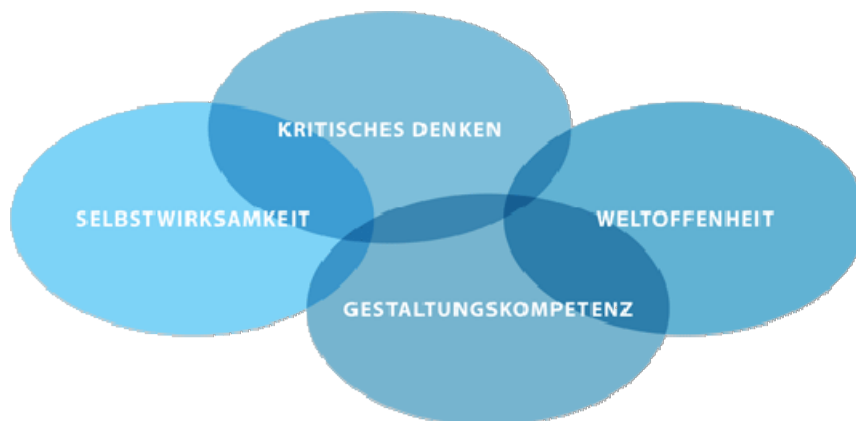 KRITISCHES DENKEN
SELBSTWIRKSAMKEIT
WELTOFFENHEIT
GESTALTUNGSKOMPETENZ